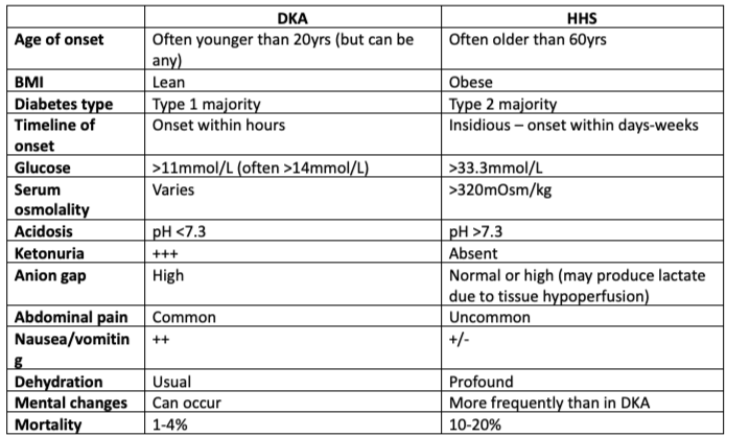 DKA HHS
Age of onset Often younger than 20yrs (but can be Often older than 60yrs
any)
BMI Lean Obese
Diabetes type Type 1 majority Type 2 majority
Timeline of Onset within hours Insidious – onset within days-weeks
onset
Glucose >11mmol/L (often >14mmol/L) >33.3mmol/L
Serum Varies >320mOsm/kg
osmolality
Acidosis pH <7.3 pH >7.3
Ketonuria +++ Absent
Anion gap High Normal or high (may produce lactate
due to tissue hypoperfusion)
Abdominal pain Common Uncommon
Nausea/vomitin ++ +/-
g
Dehydration Usual Profound
Mental changes Can occur More frequently than in DKA
Mortality 1-4% 10-20%